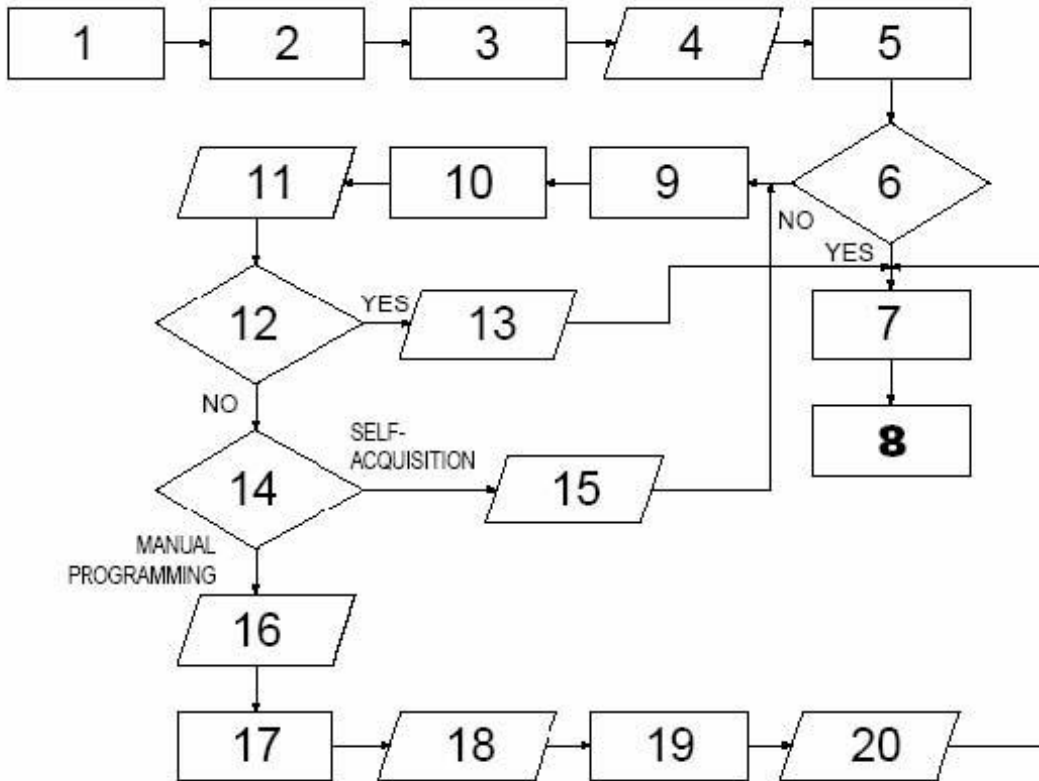 1
2
3
4
5
6
11
10
9
NO
YES
12
YES
13
7
NO
8
SELF-
ACQUISITION
14
15
MANUAL
PROGRAMMING
16
17
18
19
20